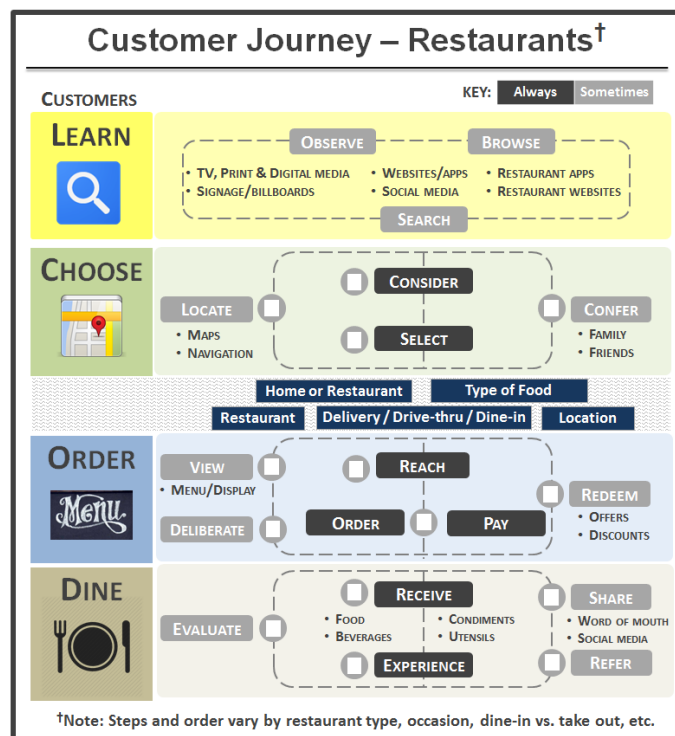 Customer Journey – Restaurants†
CUSTOMERS
KEY: Always Sometimes
LEARN
OBSERVE BROWSE
• TV, PRINT & DIGITAL MEDIA • WEBSITES/APPS • RESTAURANT APPS
• SIGNAGE/BILLBOARDS • SOCIAL MEDIA • RESTAURANT WEBSITES
SEARCH
CHOOSE
CONSIDER
LOCATE CONFER
• MAPS • FAMILY
SELECT
• NAVIGATION • FRIENDS
Home or Restaurant Type of Food
Restaurant Delivery / Drive-thru / Dine-in Location
ORDER
VIEW REACH
• MENU/DISPLAY
Menu
REDEEM
DELIBERATE ORDER PAY
• OFFERS
• DISCOUNTS
DINE
RECEIVE SHARE
• FOOD • CONDIMENTS • WORD OF MOUTH
EVALUATE
• BEVERAGES • UTENSILS • SOCIAL MEDIA
EXPERIENCE REFER
†Note: Steps and order vary by restaurant type, occasion, dine-in vs. take out, etc.